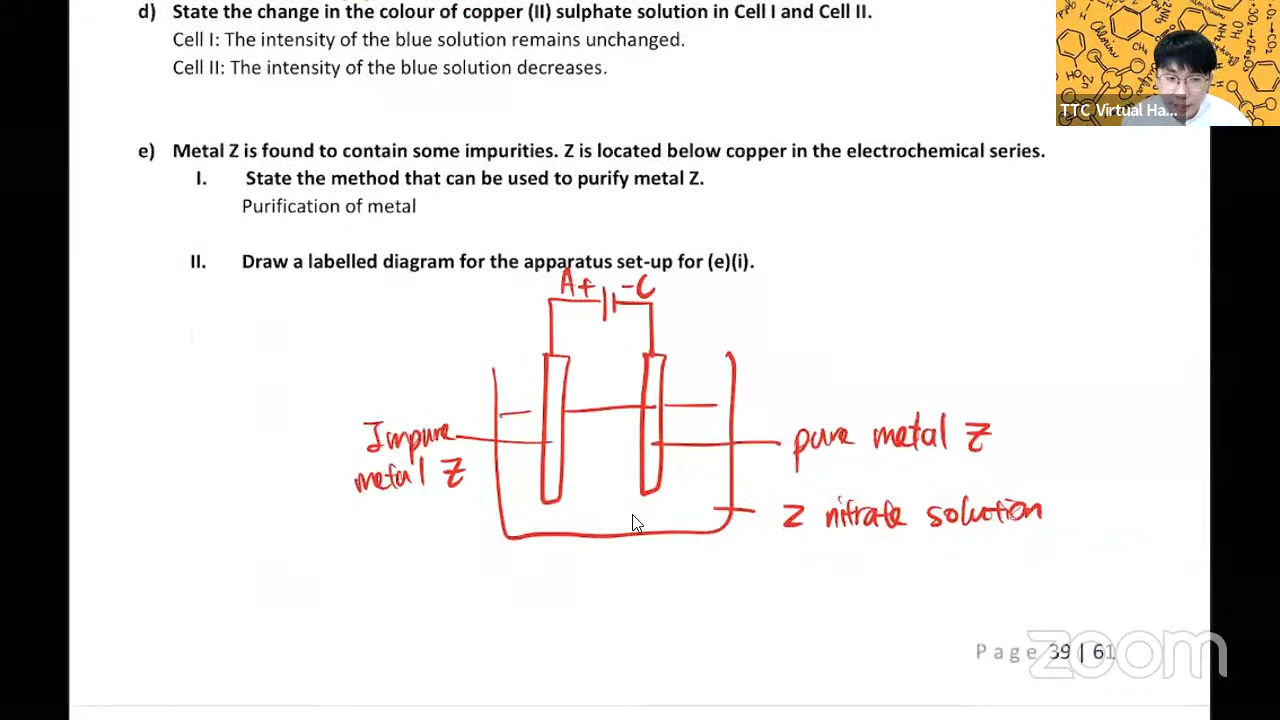 d) State the change in the colour of copper (II) sulphate solution in Cell I and Cell II.
Cell I: The intensity of the blue solution remains unchanged.
Cell II: The intensity of the blue solution decreases.
TTC Virtual Ha...
e) Metal Z is found to contain some impurities. Z is located below copper in the electrochemical series.
I. State the method that can be used to purify metal Z.
Purification of metal
II. Draw a labelled diagram for the apparatus set-up for (e)(i).
A+ -C
Impure
metal Z
pure metal Z
Z nitrate solution
Page 39 | 61
zoom